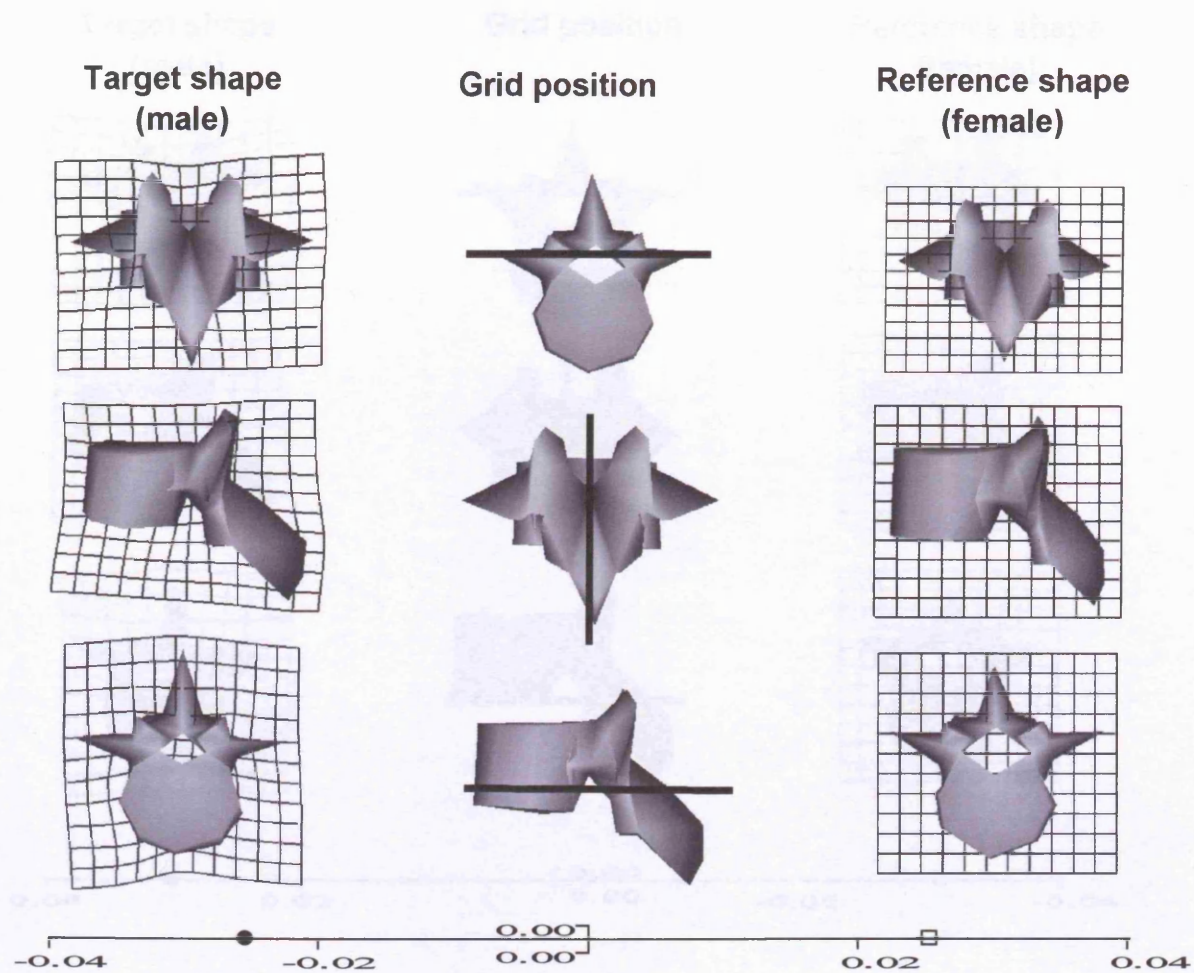 Target shape
(male)
Grid position
Reference shape
(female)
0.00
-0.04
-0.02
0.00
0.02
0.04